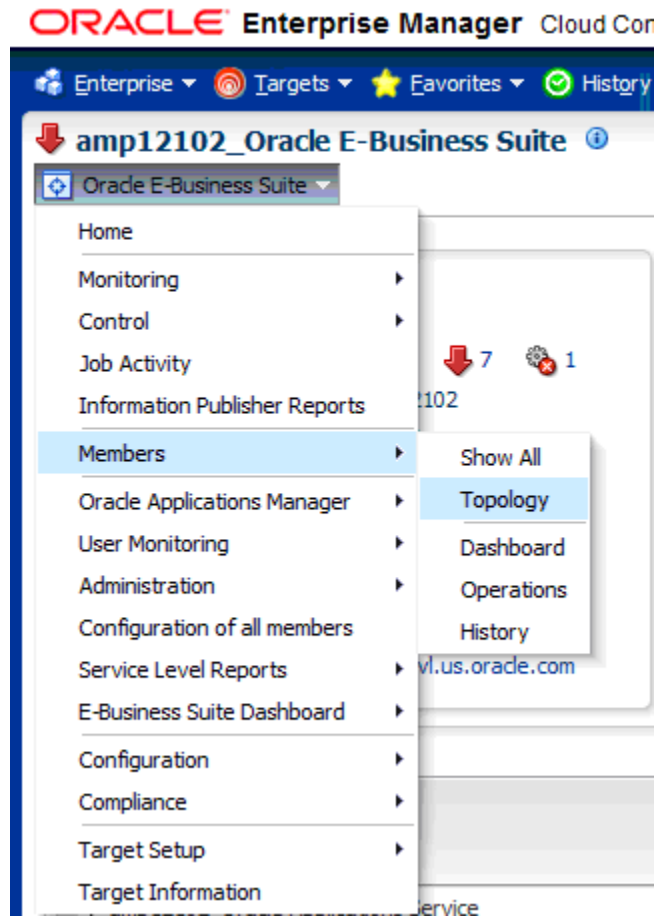 ORACLE Enterprise Manager Cloud Con
Enterprise Targets Favorites History
amp12102_Oracle E-Business Suite
Oracle E-Business Suite
Home
Monitoring
Control
Job Activity
7 1
Information Publisher Reports
2102
Members
Show All
Oracle Applications Manager
Topology
User Monitoring
Dashboard
Administration
Operations
Configuration of all members
History
Service Level Reports
vl.us.oracle.com
E-Business Suite Dashboard
Configuration
Compliance
Target Setup
Target Information
Service